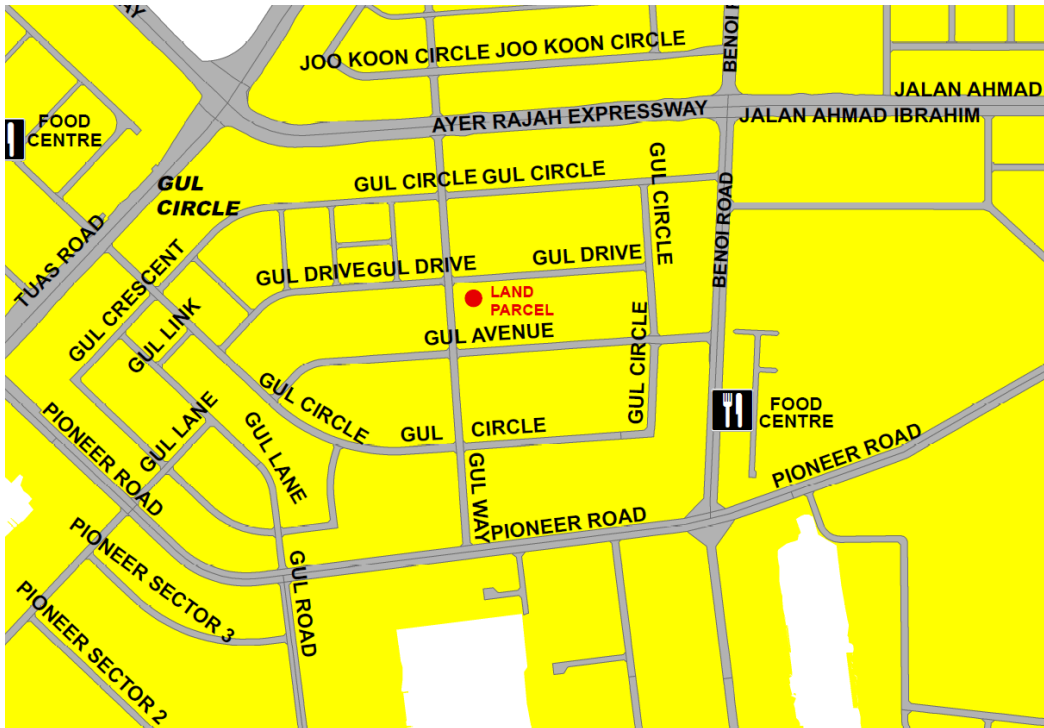 AY
JOO KOON CIRCLE JOO KOON CIRCLE
BENOI R
JALAN AHMAD
AYER RAJAH EXPRESSWAY
JALAN AHMAD IBRAHIM
FOOD
CENTRE
GUL
CIRCLE
GUL CIRCLE GUL CIRCLE
GUL CIRCLE
BENOI ROAD
TUAS ROAD
GUL CRESCENT
GUL DRIVE GUL DRIVE
GUL DRIVE
LAND
PARCEL
GUL LINK
GUL AVENUE
GUL CIRCLE
GUL CIRCLE
GUL CIRCLE
FOOD
CENTRE
GUL LANE
GUL LANE
PIONEER ROAD
GUL WAY
PIONEER ROAD
PIONEER ROAD
PIONEER SECTOR 3
GUL ROAD
PIONEER SECTOR 2